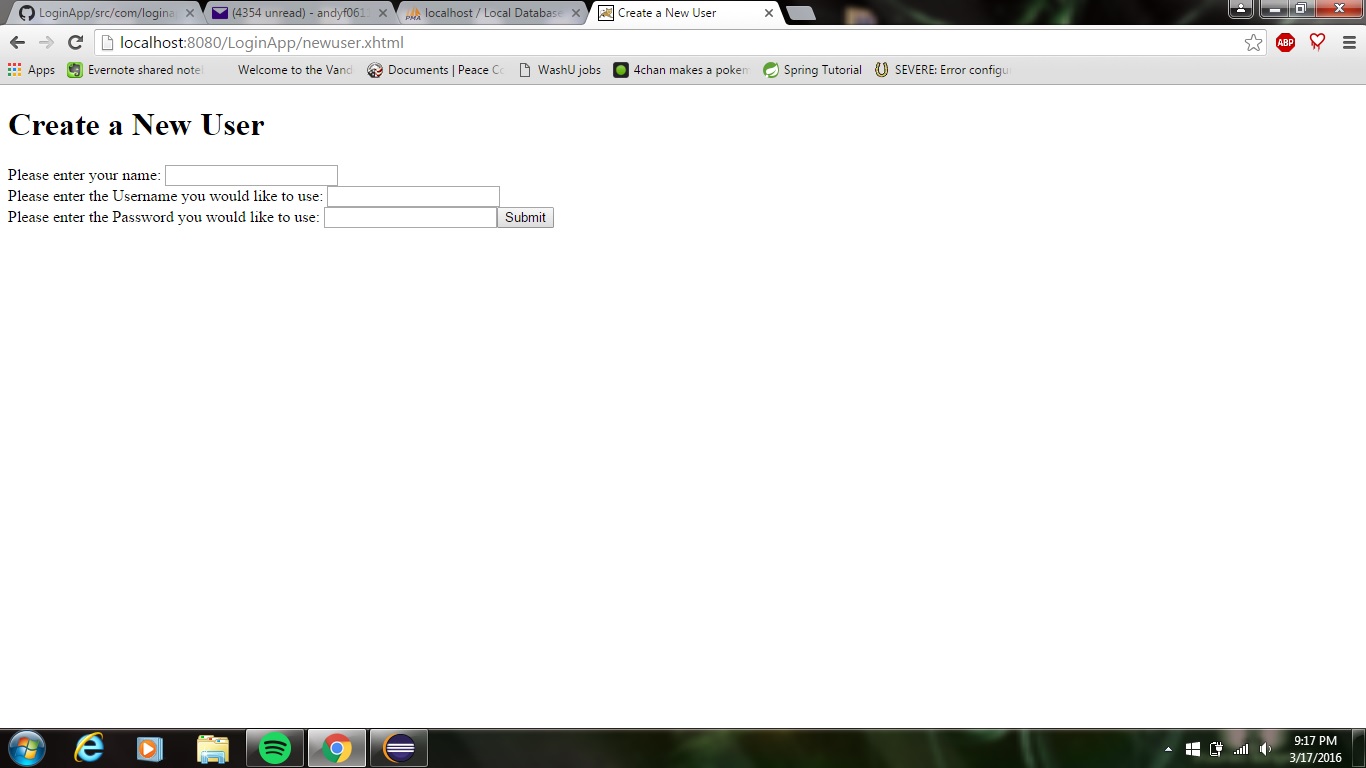 LoginApp/src/com/logina
(4354 unread) - andyf061
localhost / Local Database
Create a New User
localhost:8080/LoginApp/newuser.xhtml
ABP
Apps
Evernote shared note
Welcome to the Vand
Documents | Peace Co
WashU jobs
4chan makes a pokem
Spring Tutorial
SEVERE: Error configu
Create a New User
Please enter your name:
Please enter the Username you would like to use:
Please enter the Password you would like to use: Submit
9:17 PM
3/17/2016